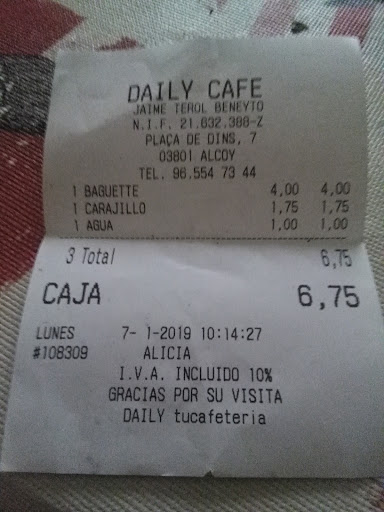 DAILY CAFE
JAIME TEROL BENEYTO
N.I.F. 21.632.388-Z
PLAÇA DE DINS, 7
03801 ALCOY
TEL. 96.554 73 44
1 BAGUETTE 4,00 4,00
1 CARAJILLO 1,75 1,75
1 AGUA 1,00 1,00
3 Total 6,75
CAJA 6,75
LUNES 7- 1-2019 10:14:27
#108309 ALICIA
I.V.A. INCLUIDO 10%
GRACIAS POR SU VISITA
DAILY tucafeteria